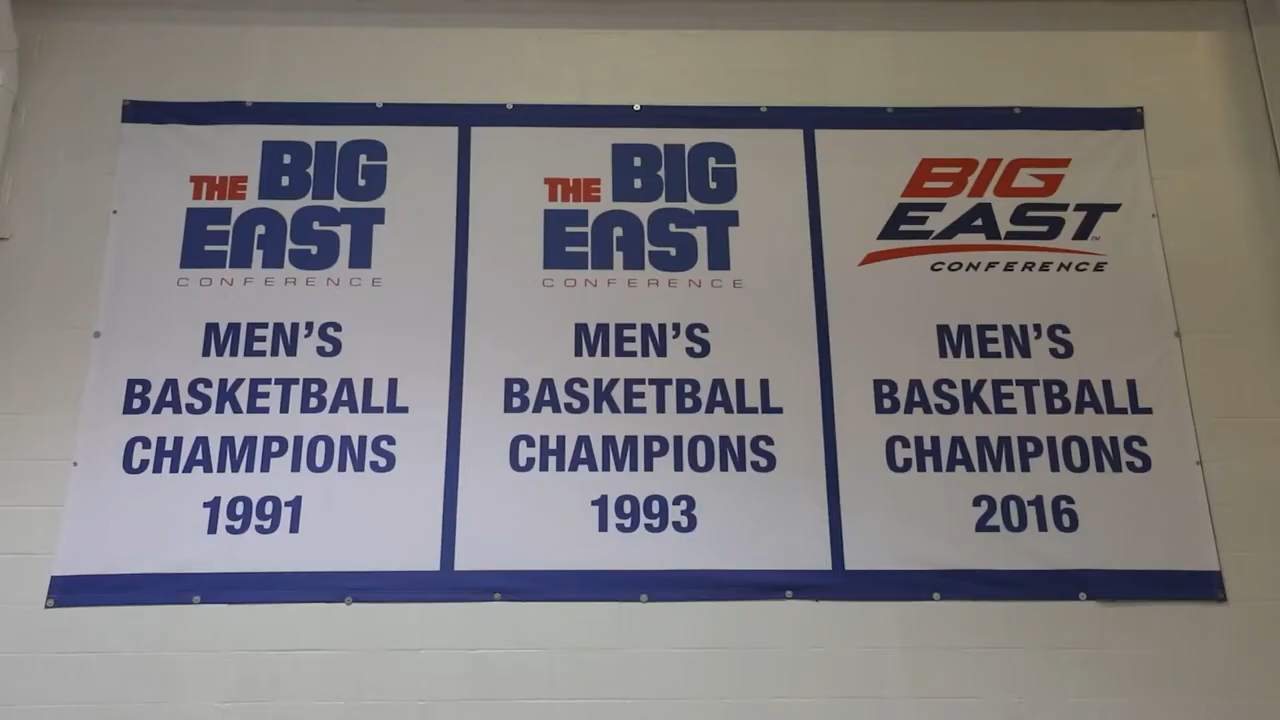 THE BIG
EAST
CONFERENCE
MEN'S
BASKETBALL
CHAMPIONS
1991
THE BIG
EAST
CONFERENCE
MEN'S
BASKETBALL
CHAMPIONS
1993
BIG
EAST™
CONFERENCE
MEN'S
BASKETBALL
CHAMPIONS
2016